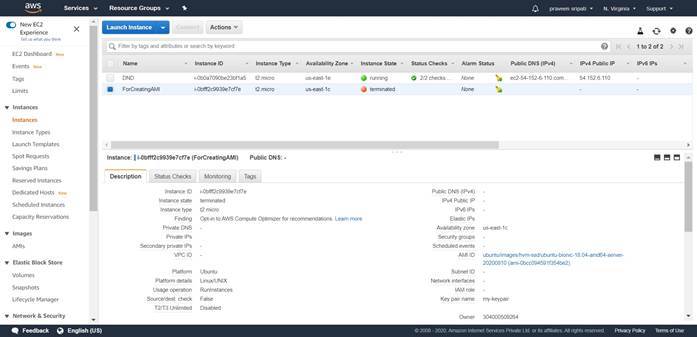 aws Services Resource Groups praveen sripati N. Virginia Support
New EC2 Experience
Tell us what you think
EC2 Dashboard New
Events New
Tags
Limits
Instances
Instances
Instance Types
Launch Templates
Spot Requests
Savings Plans
Reserved Instances
Dedicated Hosts New
Scheduled Instances
Capacity Reservations
Images
AMIs
Elastic Block Store
Volumes
Snapshots
Lifecycle Manager
Network & Security
Launch Instance Connect Actions
Filter by tags and attributes or search by keyword 1 to 2 of 2
Name Instance ID Instance Type Availability Zone Instance State Status Checks Alarm Status Public DNS (IPv4) IPv4 Public IP IPv6 IPs
DND i-0b0a7090be23bf1a5 t2.micro us-east-1e running 2/2 checks ... None ec2-54-152-6-110.com... 54.152.6.110 -
ForCreatingAMI i-0bfff2c9939e7cf7e t2.micro us-east-1c terminated None - -
Instance: i-0bfff2c9939e7cf7e (ForCreatingAMI) Public DNS: -
Description Status Checks Monitoring Tags
Instance ID i-0bfff2c9939e7cf7e Public DNS (IPv4) -
Instance state terminated IPv4 Public IP -
Instance type t2.micro IPv6 IPs -
Finding Opt-in to AWS Compute Optimizer for recommendations. Learn more Elastic IPs
Private DNS - Availability zone us-east-1c
Private IPs Security groups -
Secondary private IPs - Scheduled events -
VPC ID - AMI ID ubuntu/images/hvm-ssd/ubuntu-bionic-18.04-amd64-server-20200810
Platform Ubuntu Subnet ID -
Platform details Linux/UNIX Network interfaces -
Usage operation RunInstances IAM role -
Source/dest. check False Key pair name my-keypair
T2/T3 Unlimited Disabled
Owner
Feedback English (US) © 2008 - 2020, Amazon Internet Services Private Ltd. or its affiliates. All rights reserved. Privacy Policy Terms of Use